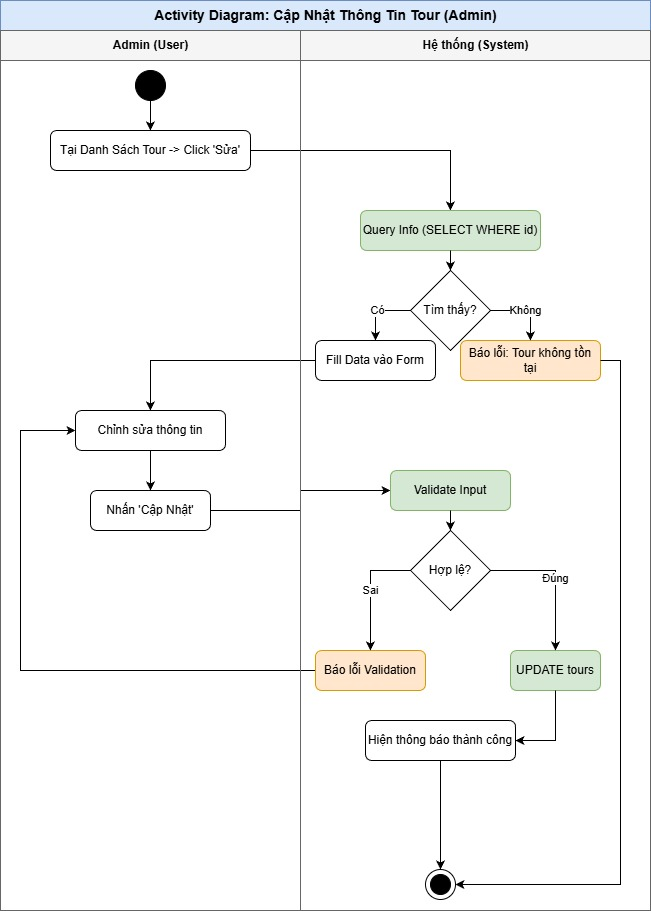 Activity Diagram: Cập Nhật Thông Tin Tour (Admin)
Admin (User)
Hệ thống (System)
Tại Danh Sách Tour -> Click 'Sửa'
Query Info (SELECT WHERE id)
Tìm thấy?
Có
Không
Fill Data vào Form
Báo lỗi: Tour không tồn
tại
Chỉnh sửa thông tin
Nhấn 'Cập Nhật'
Validate Input
Hợp lệ?
Sai
Đúng
Báo lỗi Validation
UPDATE tours
Hiện thông báo thành công